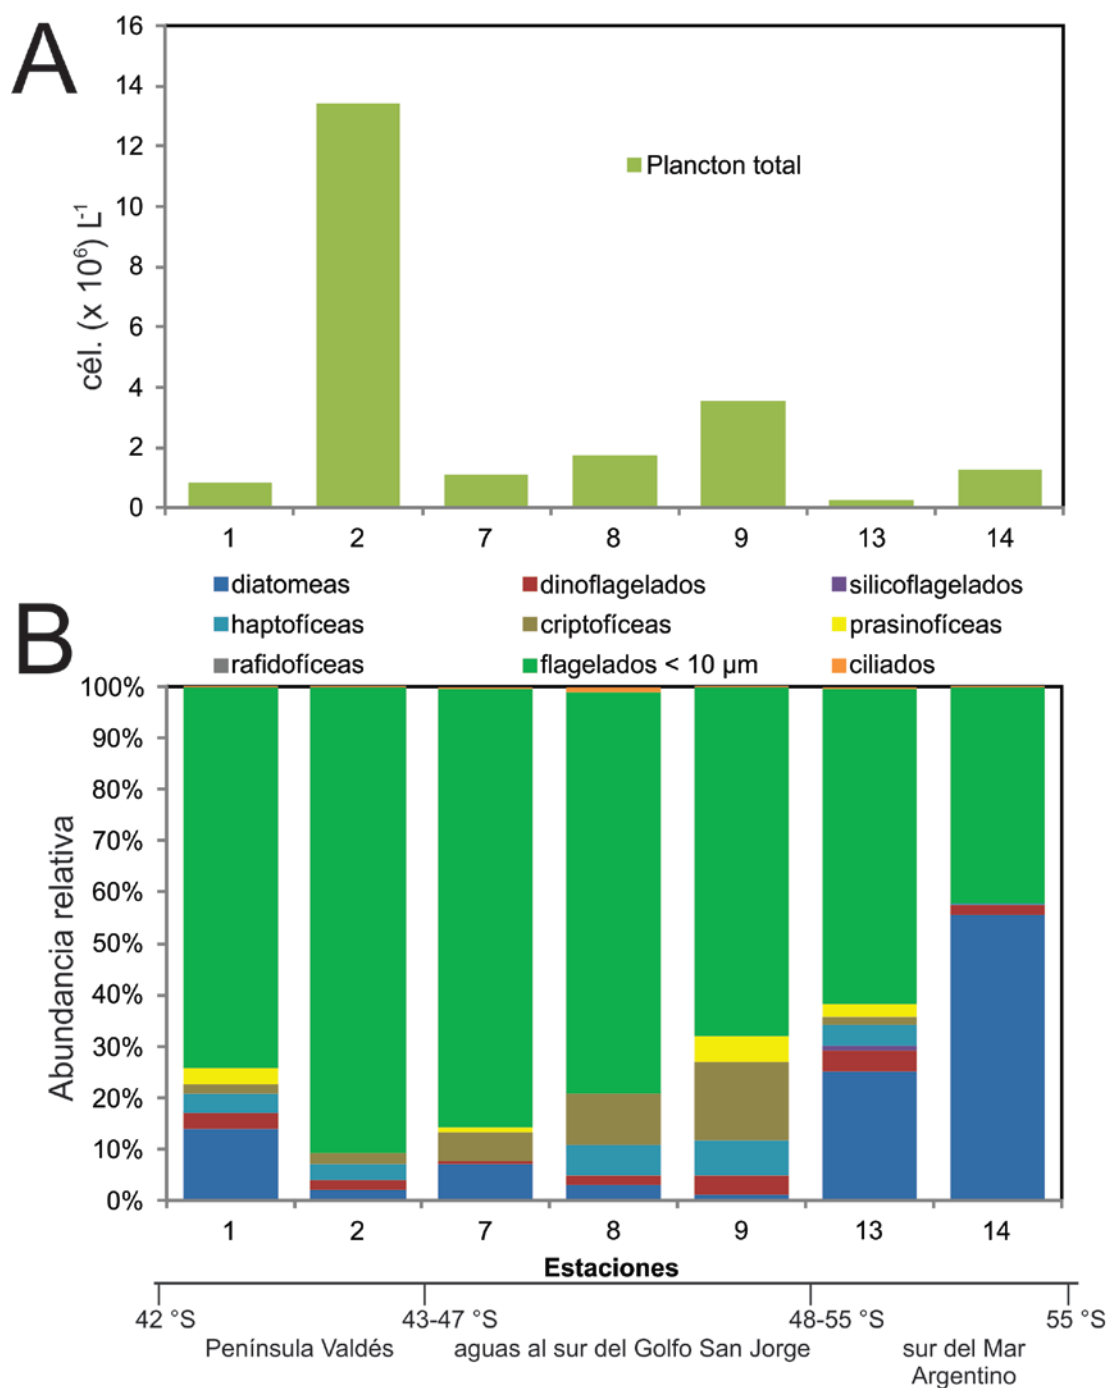 A
16
14
12
10
8
6
4
2
0
cél. (x 10⁶) L⁻¹
Plancton total
1 2 7 8 9 13 14
diatomeas dinoflagelados silicoflagelados
haptofíceas criptofíceas prasinofíceas
rafidofíceas flagelados < 10 µm ciliados
B
100%
90%
80%
70%
60%
50%
40%
30%
20%
10%
0%
Abundancia relativa
1 2 7 8 9 13 14
Estaciones
42 °S 43-47 °S 48-55 °S 55 °S
Península Valdés aguas al sur del Golfo San Jorge sur del Mar
Argentino